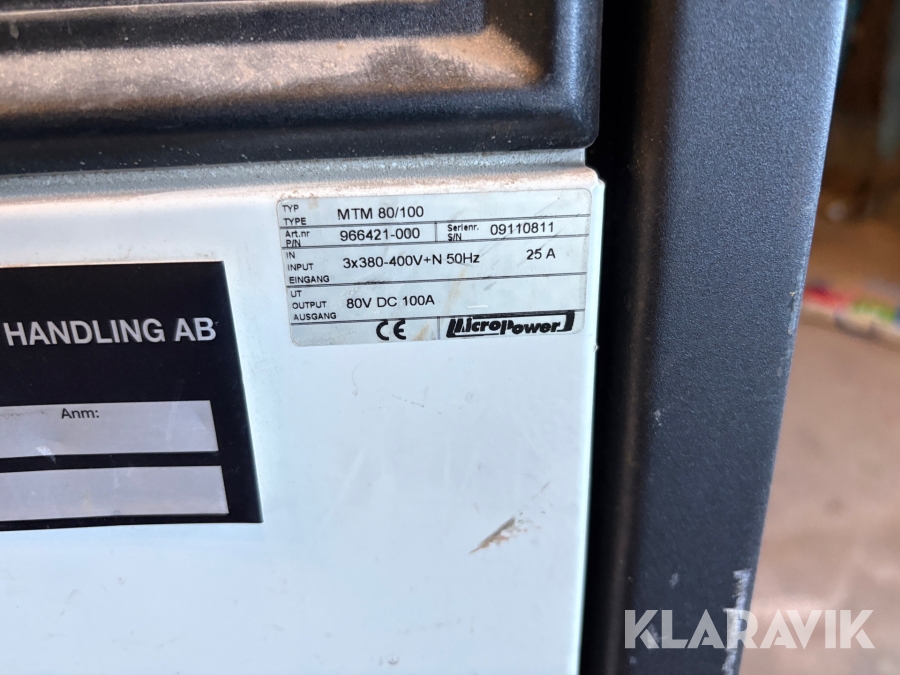 TYP
TYPE MTM 80/100
Art.nr
P/N 966421-000 Serienr.
S/N 09110811
IN
INPUT 3x380-400V+N 50Hz 25 A
EINGANG
UT
OUTPUT 80V DC 100A
AUSGANG
CE MicroPower
HANDLING AB
Anm:
KLARAVIK